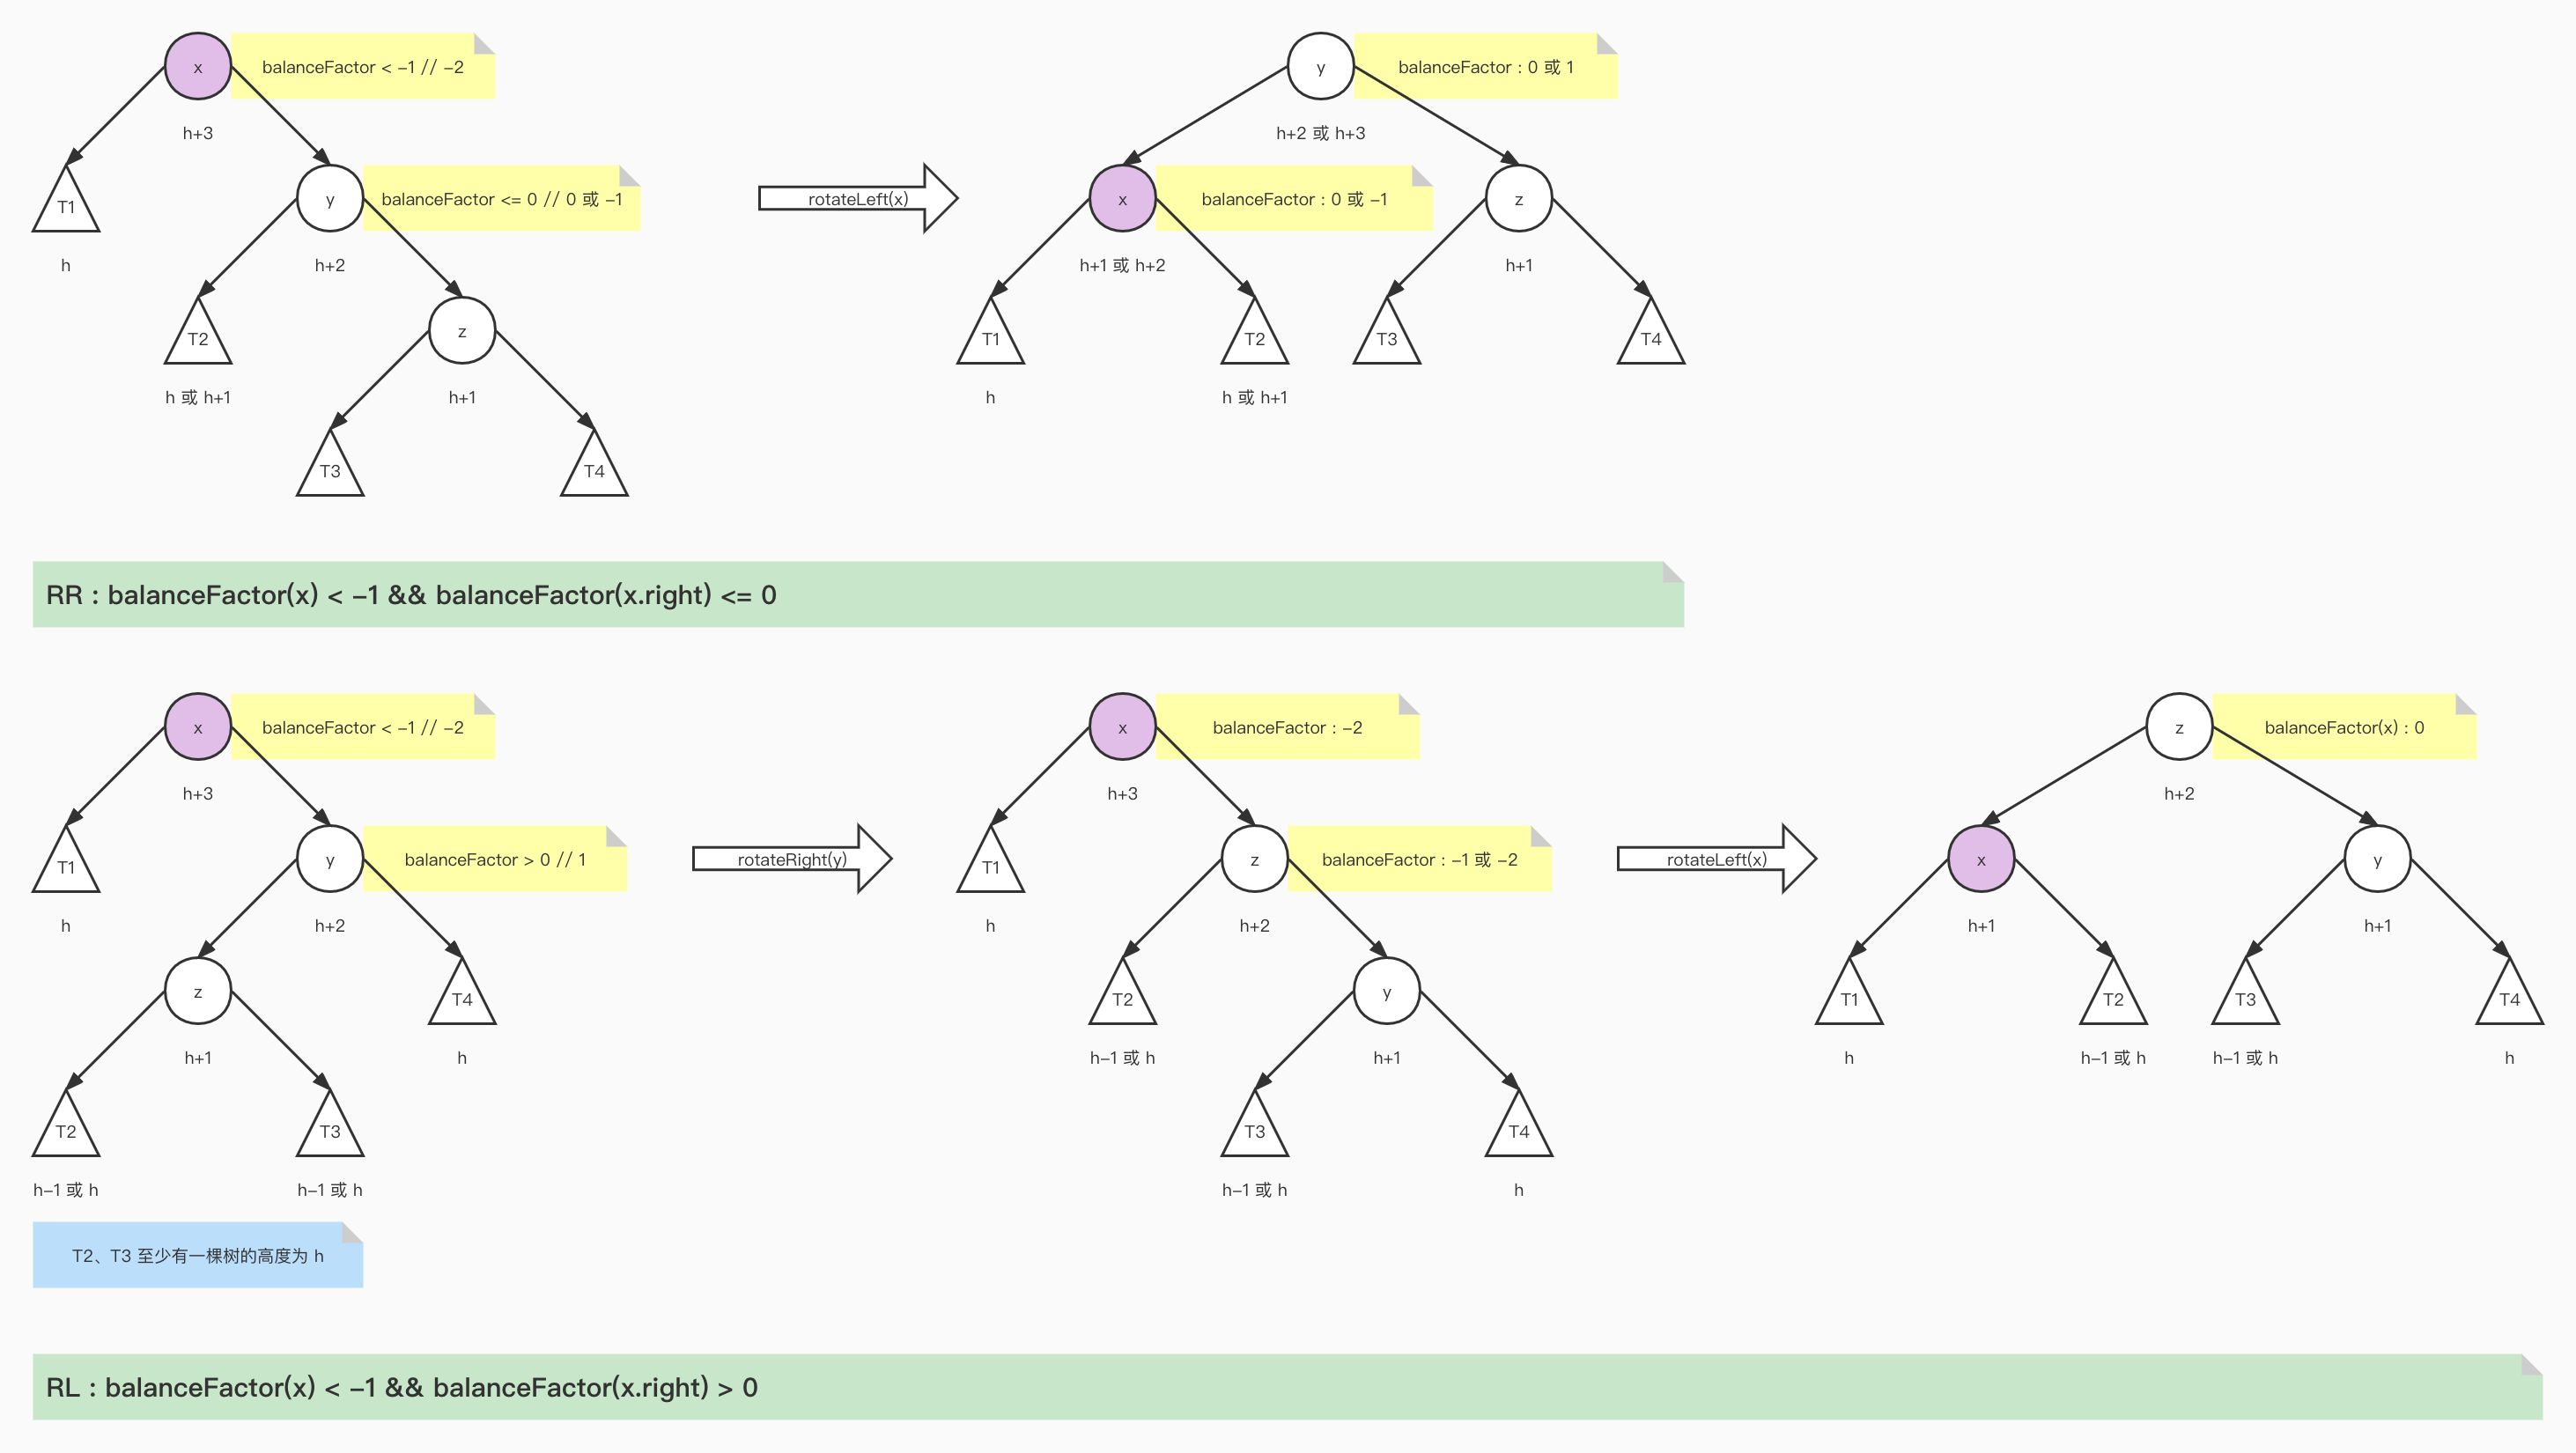 x
balanceFactor < -1 // -2
h+3
T1
h
y
balanceFactor <= 0 // 0 或 -1
h+2
T2
h 或 h+1
z
h+1
T3
T4
rotateLeft(x)
y
balanceFactor : 0 或 1
h+2 或 h+3
x
balanceFactor : 0 或 -1
h+1 或 h+2
z
h+1
T1
h
T2
h 或 h+1
T3
T4
RR : balanceFactor(x) < -1 && balanceFactor(x.right) <= 0
x
balanceFactor < -1 // -2
h+3
T1
h
y
balanceFactor > 0 // 1
h+2
z
h+1
T4
h
T2
h-1 或 h
T3
h-1 或 h
T2、T3 至少有一棵树的高度为 h
rotateRight(y)
x
balanceFactor : -2
h+3
T1
h
z
balanceFactor : -1 或 -2
h+2
T2
h-1 或 h
y
h+1
T3
h-1 或 h
T4
h
rotateLeft(x)
z
balanceFactor(x) : 0
h+2
x
h+1
y
h+1
T1
h
T2
h-1 或 h
T3
h-1 或 h
T4
h
RL : balanceFactor(x) < -1 && balanceFactor(x.right) > 0